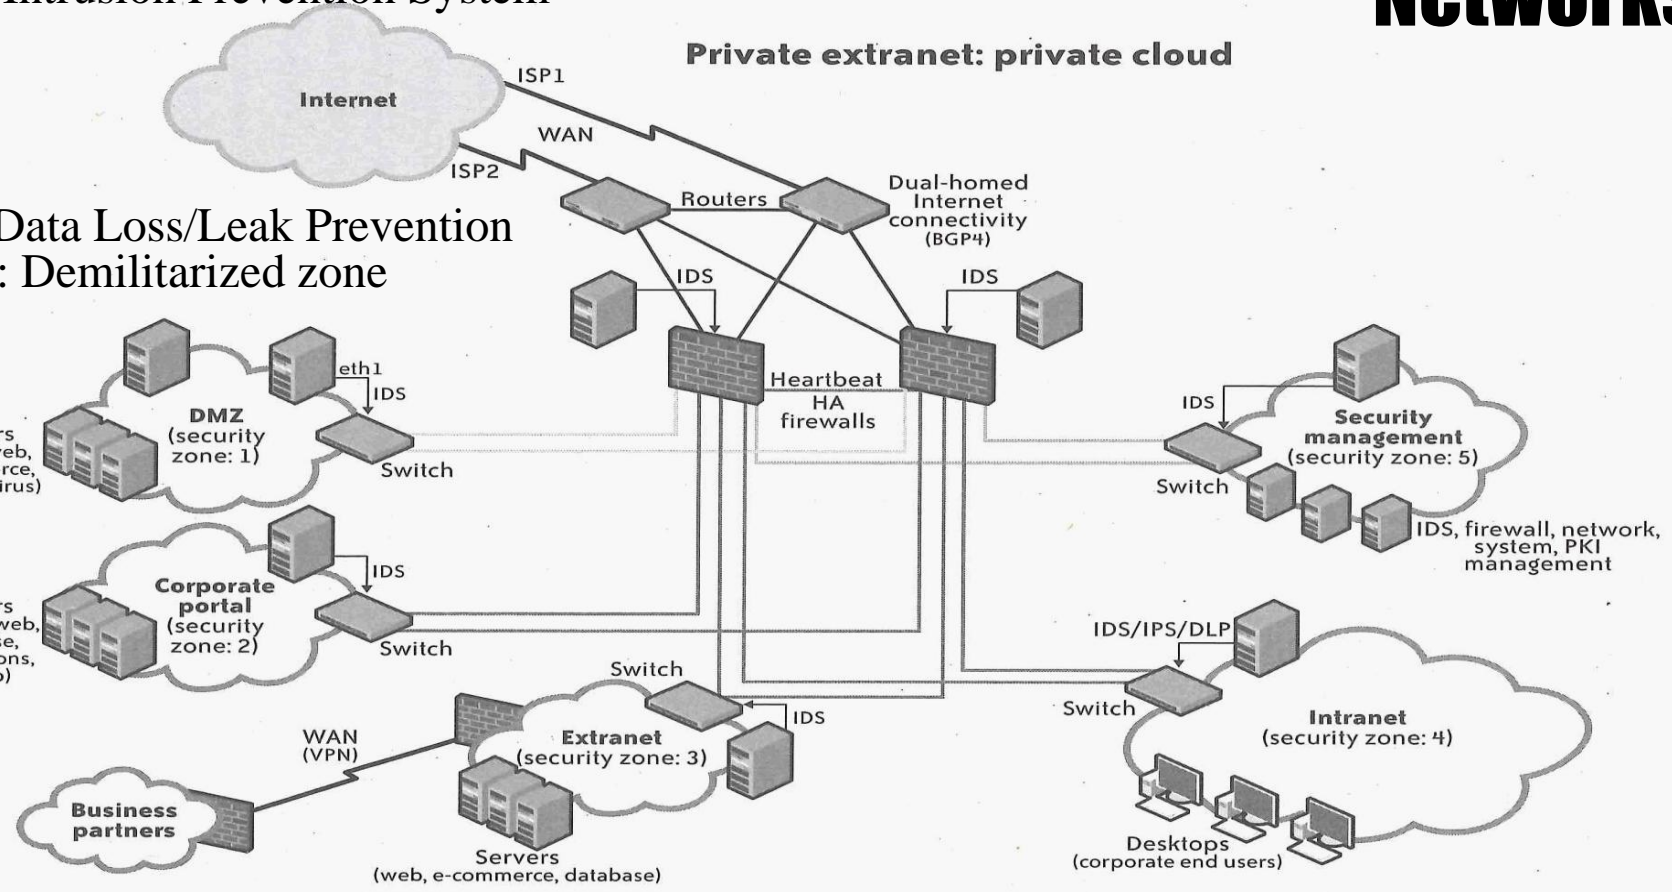 Intrusion Prevention System
Networks
Private extranet: private cloud
Internet
ISP1
WAN
ISP2
Routers
Dual-homed
Internet
connectivity
(BGP4)
Data Loss/Leak Prevention
: Demilitarized zone
IDS
IDS
eth1
IDS
DMZ
(security
zone: 1)
Switch
Heartbeat
HA
firewalls
IDS
Security
management
(security zone: 5)
Switch
IDS, firewall, network,
system, PKI
management
IDS
Corporate
portal
(security
zone: 2)
Switch
IDS/IPS/DLP
Switch
Intranet
(security zone: 4)
Desktops
(corporate end users)
Switch
IDS
Extranet
(security zone: 3)
WAN
(VPN)
Business
partners
Servers
(web, e-commerce, database)